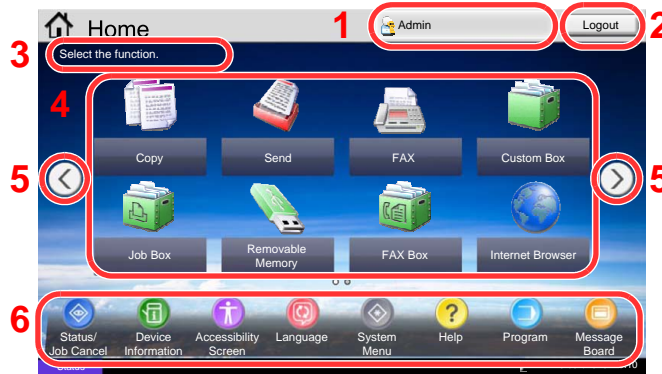 Home
1
Admin
Logout
2
3
Select the function.
4
Copy
Send
FAX
Custom Box
5
5
Job Box
Removable
Memory
FAX Box
Internet Browser
6
Status/
Job Cancel
Device
Information
Accessibility
Screen
Language
System
Menu
Help
Program
Message
Board
Status
10